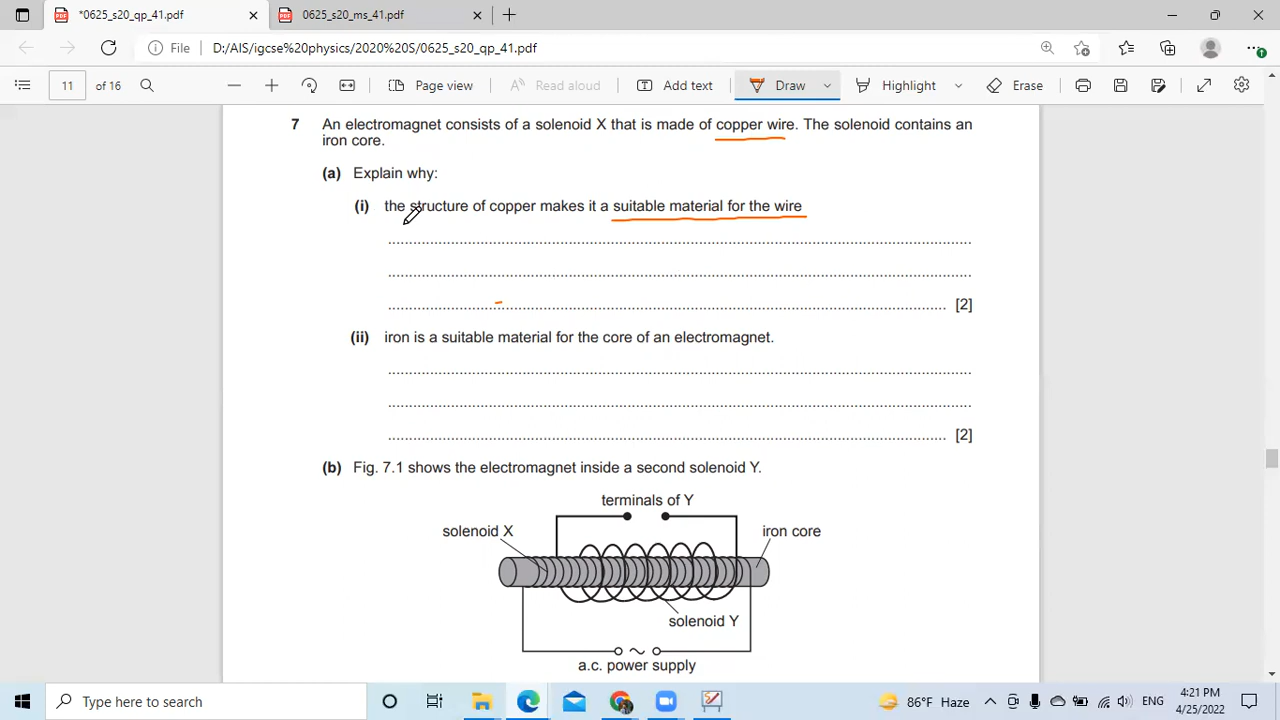 *0625_s20_qp_41.pdf
0625_s20_ms_41.pdf
File
D:/AIS/igcse%20physics/2020%20S/0625_s20_qp_41.pdf
11 of 16
Page view
Read aloud
Add text
Draw
Highlight
Erase
7 An electromagnet consists of a solenoid X that is made of copper wire. The solenoid contains an
iron core.
(a) Explain why:
(i) the structure of copper makes it a suitable material for the wire
..........................................................................................
..........................................................................................
.......................................................................................... [2]
(ii) iron is a suitable material for the core of an electromagnet.
..........................................................................................
..........................................................................................
.......................................................................................... [2]
(b) Fig. 7.1 shows the electromagnet inside a second solenoid Y.
terminals of Y
solenoid X
iron core
solenoid Y
a.c. power supply
Type here to search
86°F Haze
4:21 PM
ENG
4/25/2022